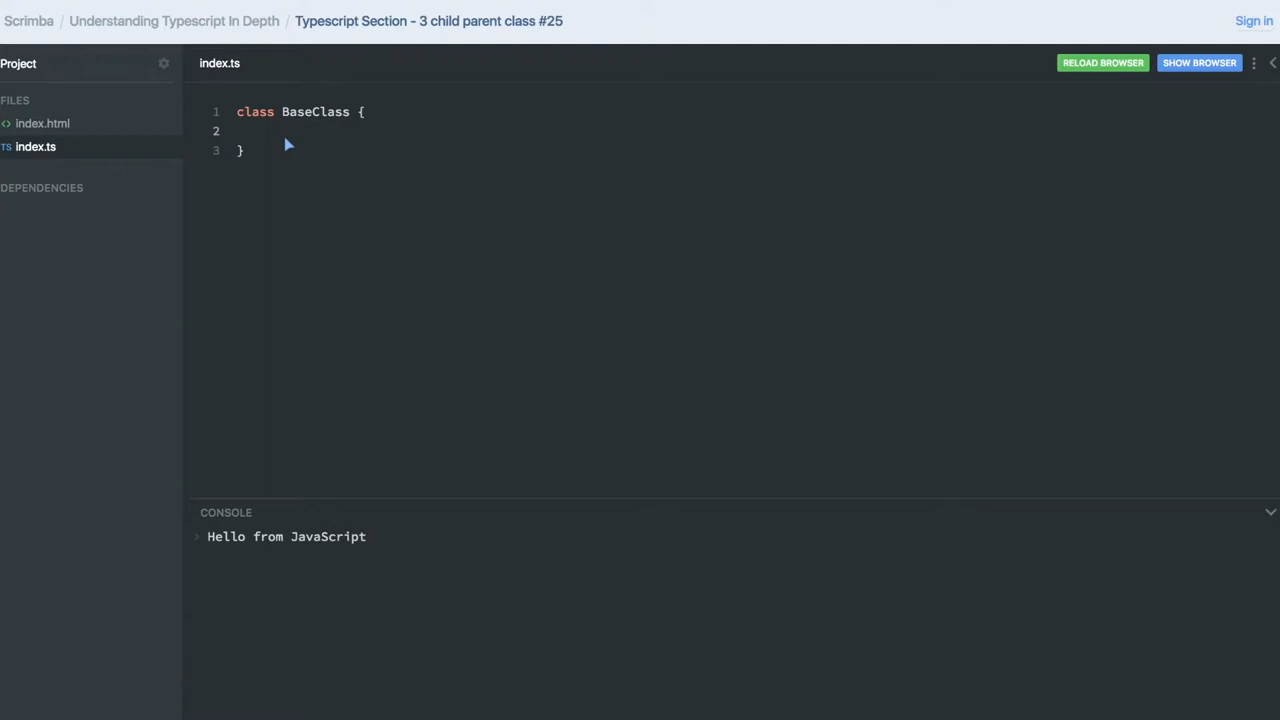 Scrimba / Understanding Typescript In Depth / Typescript Section - 3 child parent class #25
Sign in
Project
index.ts
RELOAD BROWSER
SHOW BROWSER
FILES
<> index.html
TS index.ts
DEPENDENCIES
1 class BaseClass {
2
3 }
CONSOLE
> Hello from JavaScript